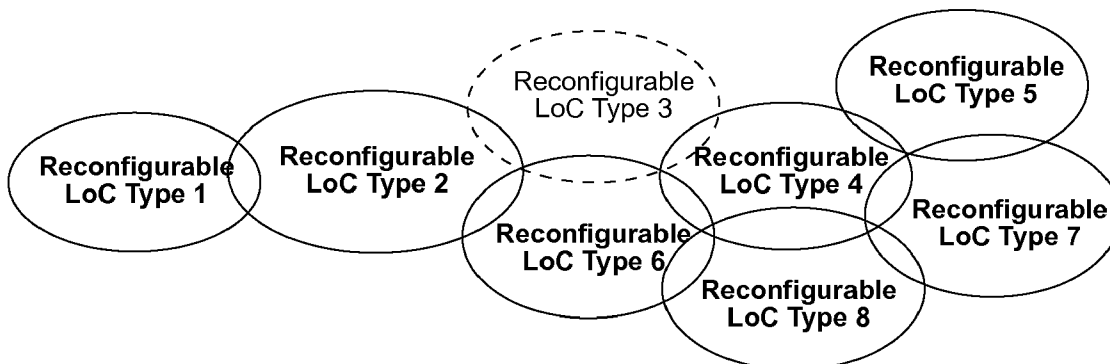 Reconfigurable
LoC Type 1
Reconfigurable
LoC Type 2
Reconfigurable
LoC Type 3
Reconfigurable
LoC Type 4
Reconfigurable
LoC Type 5
Reconfigurable
LoC Type 6
Reconfigurable
LoC Type 7
Reconfigurable
LoC Type 8